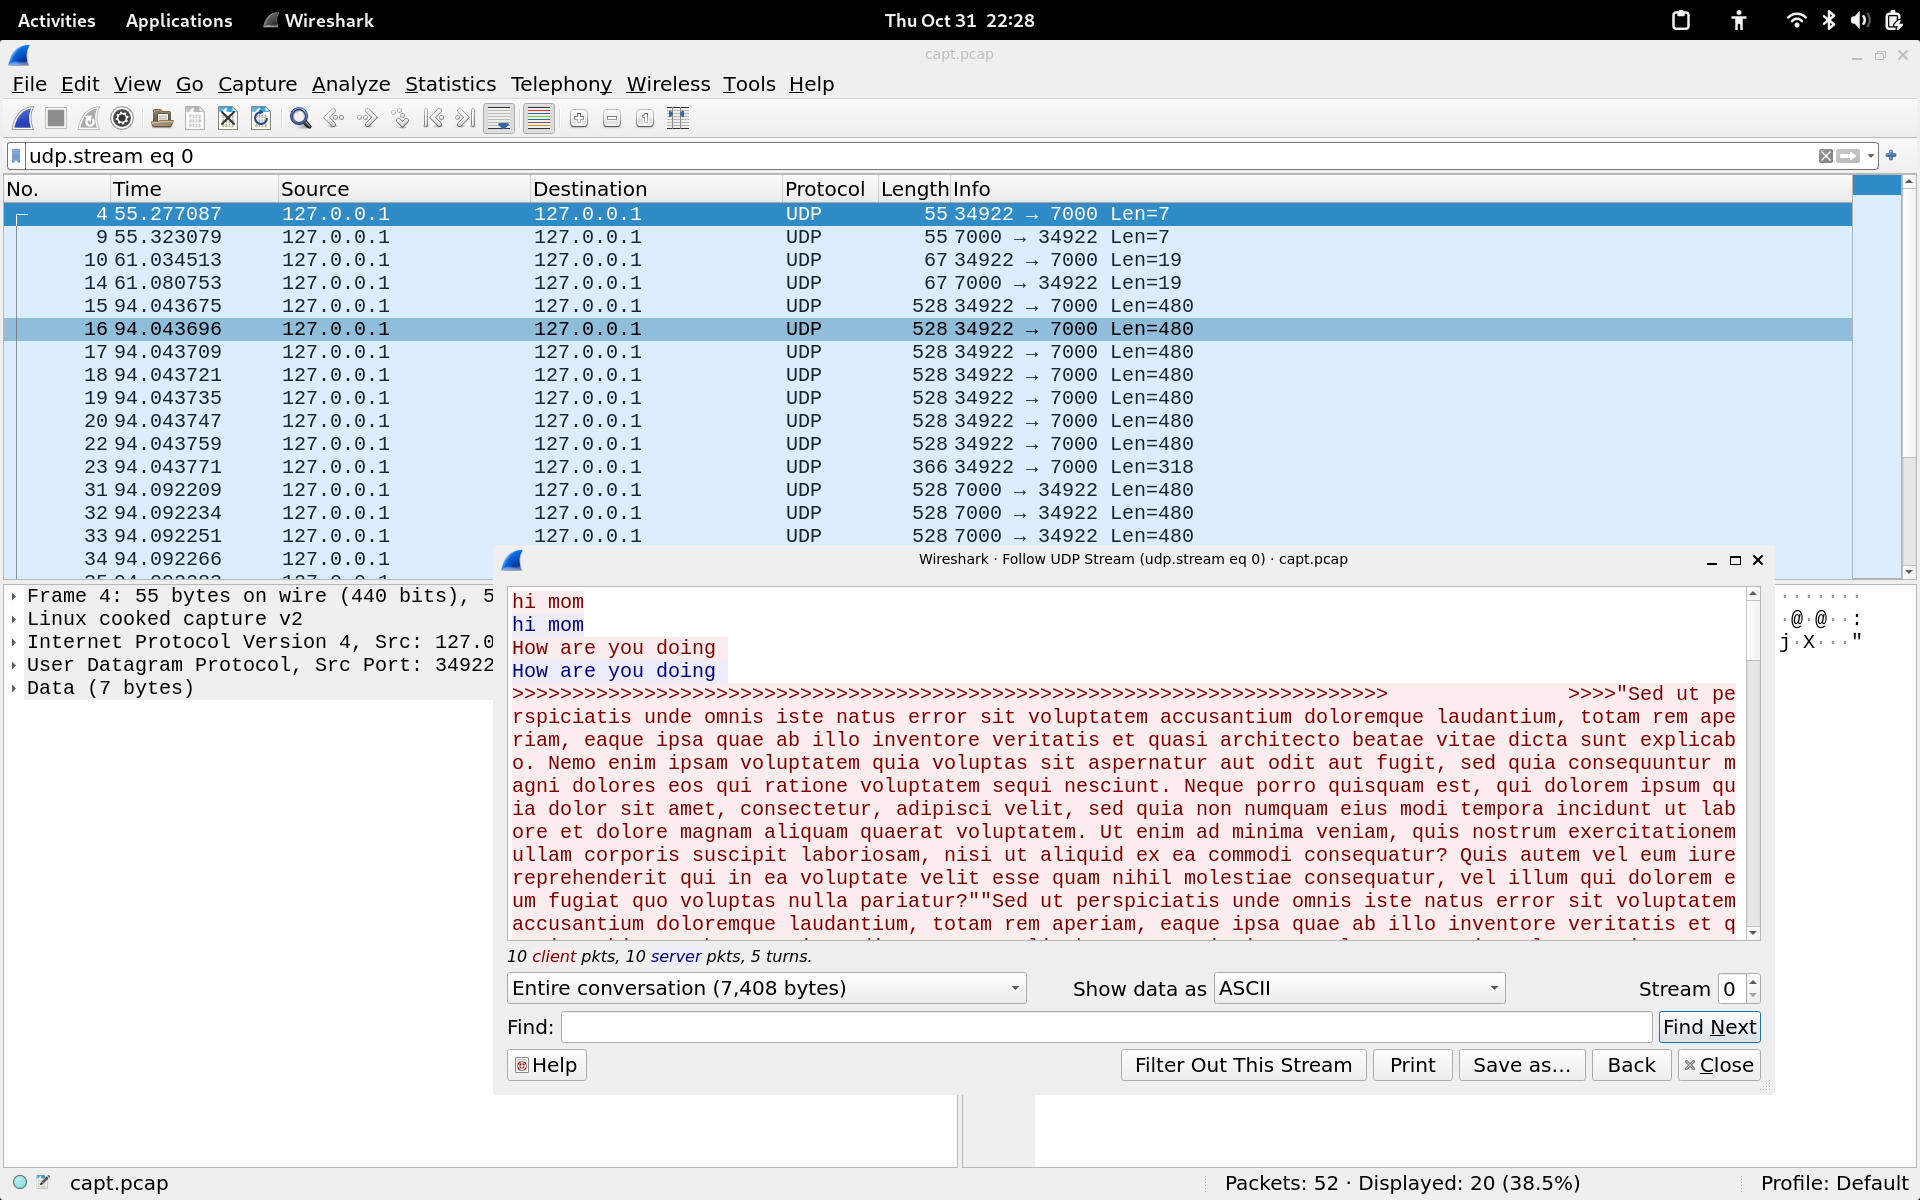 Activities Applications Wireshark Thu Oct 31 22:28
capt.pcap
File Edit View Go Capture Analyze Statistics Telephony Wireless Tools Help
udp.stream eq 0
No. Time Source Destination Protocol Length Info
4 55.277087 127.0.0.1 127.0.0.1 UDP 55 34922 → 7000 Len=7
9 55.323079 127.0.0.1 127.0.0.1 UDP 55 7000 → 34922 Len=7
10 61.034513 127.0.0.1 127.0.0.1 UDP 67 34922 → 7000 Len=19
14 61.080753 127.0.0.1 127.0.0.1 UDP 67 7000 → 34922 Len=19
15 94.043675 127.0.0.1 127.0.0.1 UDP 528 34922 → 7000 Len=480
16 94.043696 127.0.0.1 127.0.0.1 UDP 528 34922 → 7000 Len=480
17 94.043709 127.0.0.1 127.0.0.1 UDP 528 34922 → 7000 Len=480
18 94.043721 127.0.0.1 127.0.0.1 UDP 528 34922 → 7000 Len=480
19 94.043735 127.0.0.1 127.0.0.1 UDP 528 34922 → 7000 Len=480
20 94.043747 127.0.0.1 127.0.0.1 UDP 528 34922 → 7000 Len=480
22 94.043759 127.0.0.1 127.0.0.1 UDP 528 34922 → 7000 Len=480
23 94.043771 127.0.0.1 127.0.0.1 UDP 366 34922 → 7000 Len=318
31 94.092209 127.0.0.1 127.0.0.1 UDP 528 7000 → 34922 Len=480
32 94.092234 127.0.0.1 127.0.0.1 UDP 528 7000 → 34922 Len=480
33 94.092251 127.0.0.1 127.0.0.1 UDP 528 7000 → 34922 Len=480
34 94.092266 127.0.0.1
Frame 4: 55 bytes on wire (440 bits), 5
Linux cooked capture v2
Internet Protocol Version 4, Src: 127.0
User Datagram Protocol, Src Port: 34922
Data (7 bytes)
·······
·@·@··:
j·X···"
Wireshark · Follow UDP Stream (udp.stream eq 0) · capt.pcap
hi mom
hi mom
How are you doing
How are you doing
>>>>>>>>>>>>>>>>>>>>>>>>>>>>>>>>>>>>>>>>>>>>>>>>>>>>>>>>>>>>>>>>>>>>>>>>> >>>>"Sed ut pe
rspiciatis unde omnis iste natus error sit voluptatem accusantium doloremque laudantium, totam rem ape
riam, eaque ipsa quae ab illo inventore veritatis et quasi architecto beatae vitae dicta sunt explicab
o. Nemo enim ipsam voluptatem quia voluptas sit aspernatur aut odit aut fugit, sed quia consequuntur m
agni dolores eos qui ratione voluptatem sequi nesciunt. Neque porro quisquam est, qui dolorem ipsum qu
ia dolor sit amet, consectetur, adipisci velit, sed quia non numquam eius modi tempora incidunt ut lab
ore et dolore magnam aliquam quaerat voluptatem. Ut enim ad minima veniam, quis nostrum exercitationem
ullam corporis suscipit laboriosam, nisi ut aliquid ex ea commodi consequatur? Quis autem vel eum iure
reprehenderit qui in ea voluptate velit esse quam nihil molestiae consequatur, vel illum qui dolorem e
um fugiat quo voluptas nulla pariatur?""Sed ut perspiciatis unde omnis iste natus error sit voluptatem
accusantium doloremque laudantium, totam rem aperiam, eaque ipsa quae ab illo inventore veritatis et q
10 client pkts, 10 server pkts, 5 turns.
Entire conversation (7,408 bytes) Show data as ASCII Stream 0
Find: Find Next
Help Filter Out This Stream Print Save as… Back Close
capt.pcap Packets: 52 · Displayed: 20 (38.5%) Profile: Default